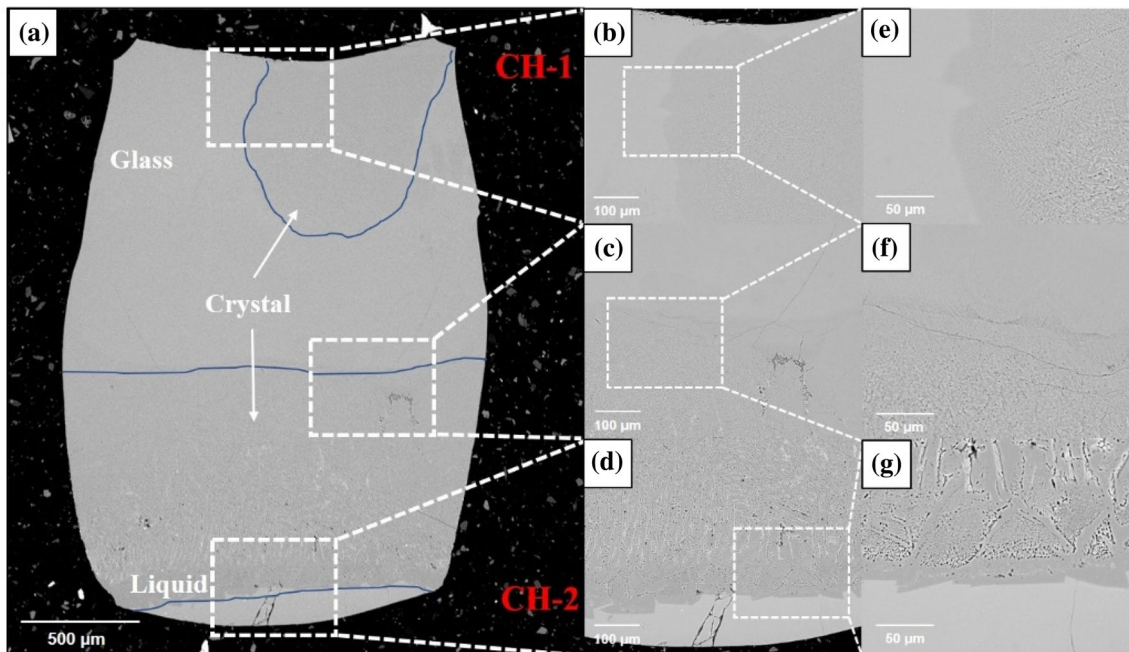 (a)
CH-1
Glass
Crystal
Liquid
CH-2
500 μm
(b)
100 μm
(e)
50 μm
(c)
100 μm
(f)
50 μm
(d)
100 μm
(g)
50 μm